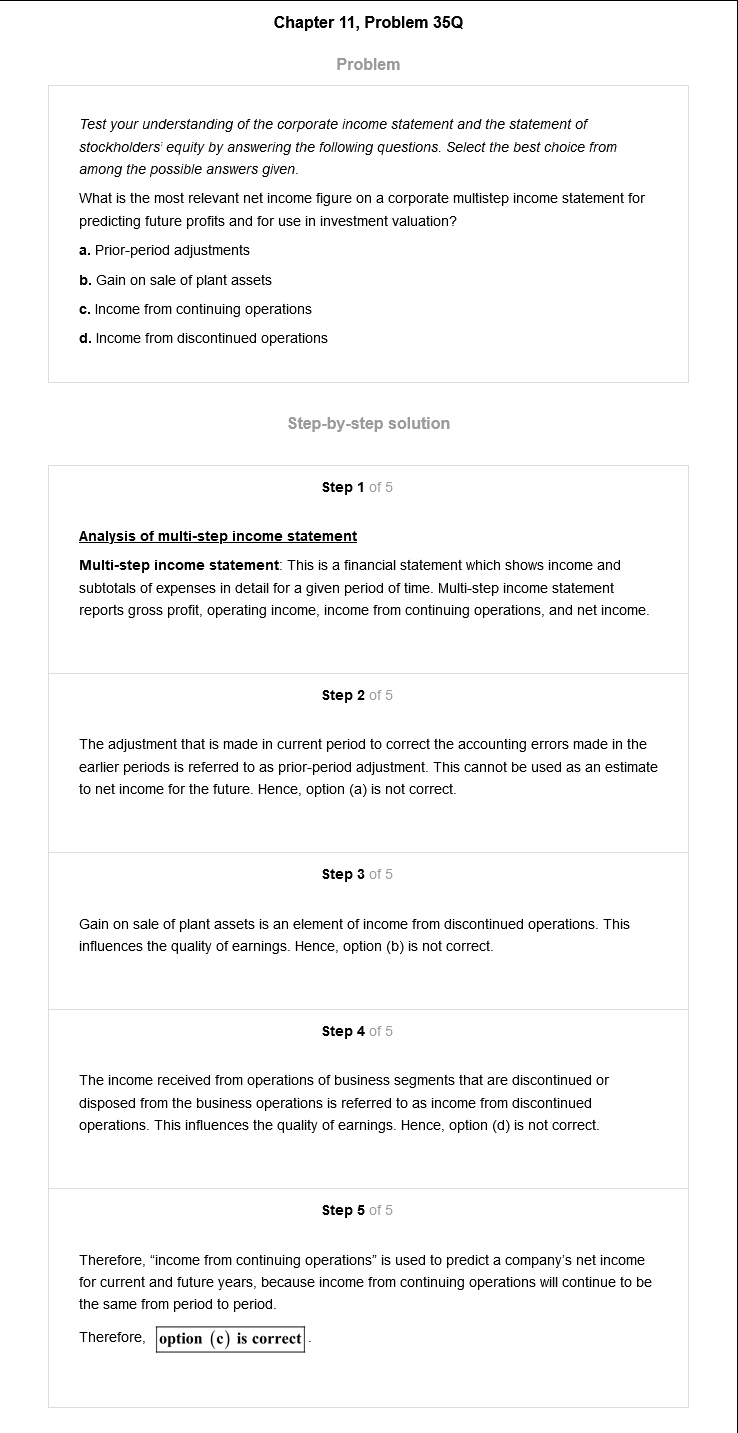 Chapter 11, Problem 35Q
Problem
Test your understanding of the corporate income statement and the statement of
stockholders' equity by answering the following questions. Select the best choice from
among the possible answers given.
What is the most relevant net income figure on a corporate multistep income statement for
predicting future profits and for use in investment valuation?
a. Prior-period adjustments
b. Gain on sale of plant assets
c. Income from continuing operations
d. Income from discontinued operations
Step-by-step solution
Step 1 of 5
Analysis of multi-step income statement
Multi-step income statement: This is a financial statement which shows income and
subtotals of expenses in detail for a given period of time. Multi-step income statement
reports gross profit, operating income, income from continuing operations, and net income.
Step 2 of 5
The adjustment that is made in current period to correct the accounting errors made in the
earlier periods is referred to as prior-period adjustment. This cannot be used as an estimate
to net income for the future. Hence, option (a) is not correct.
Step 3 of 5
Gain on sale of plant assets is an element of income from discontinued operations. This
influences the quality of earnings. Hence, option (b) is not correct.
Step 4 of 5
The income received from operations of business segments that are discontinued or
disposed from the business operations is referred to as income from discontinued
operations. This influences the quality of earnings. Hence, option (d) is not correct.
Step 5 of 5
Therefore, “income from continuing operations” is used to predict a company’s net income
for current and future years, because income from continuing operations will continue to be
the same from period to period.
Therefore, option (c) is correct.